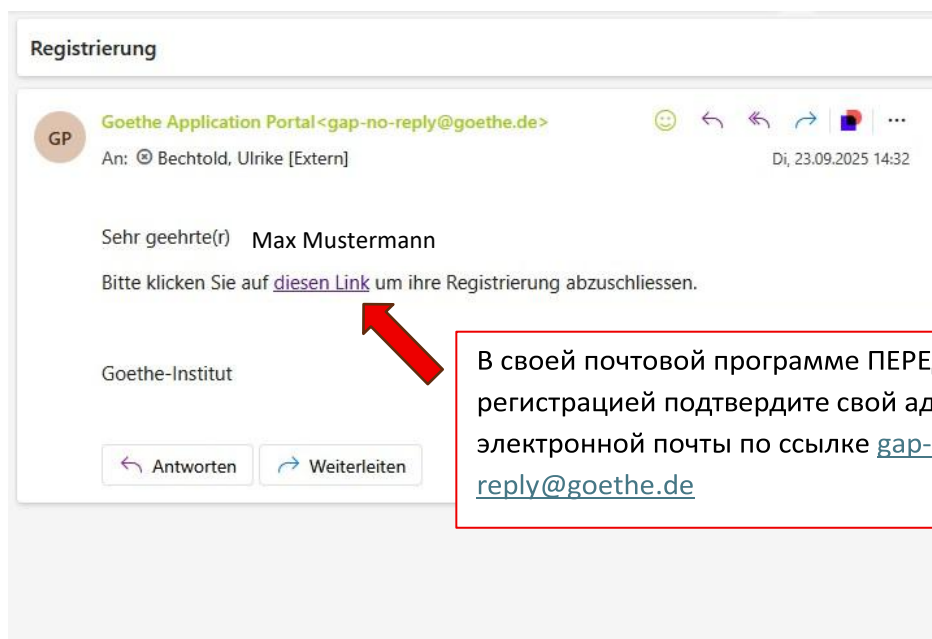 Registrierung
GP
Goethe Application Portal<gap-no-reply@goethe.de>
An: Bechtold, Ulrike [Extern]
Di, 23.09.2025 14:32
Sehr geehrte(r) Max Mustermann
Bitte klicken Sie auf diesen Link um ihre Registrierung abzuschliessen.
В своей почтовой программе
регистрацией подтвердите свой
электронной почты по ссылке gap-
reply@goethe.de
Goethe-Institut
Antworten
Weiterleiten